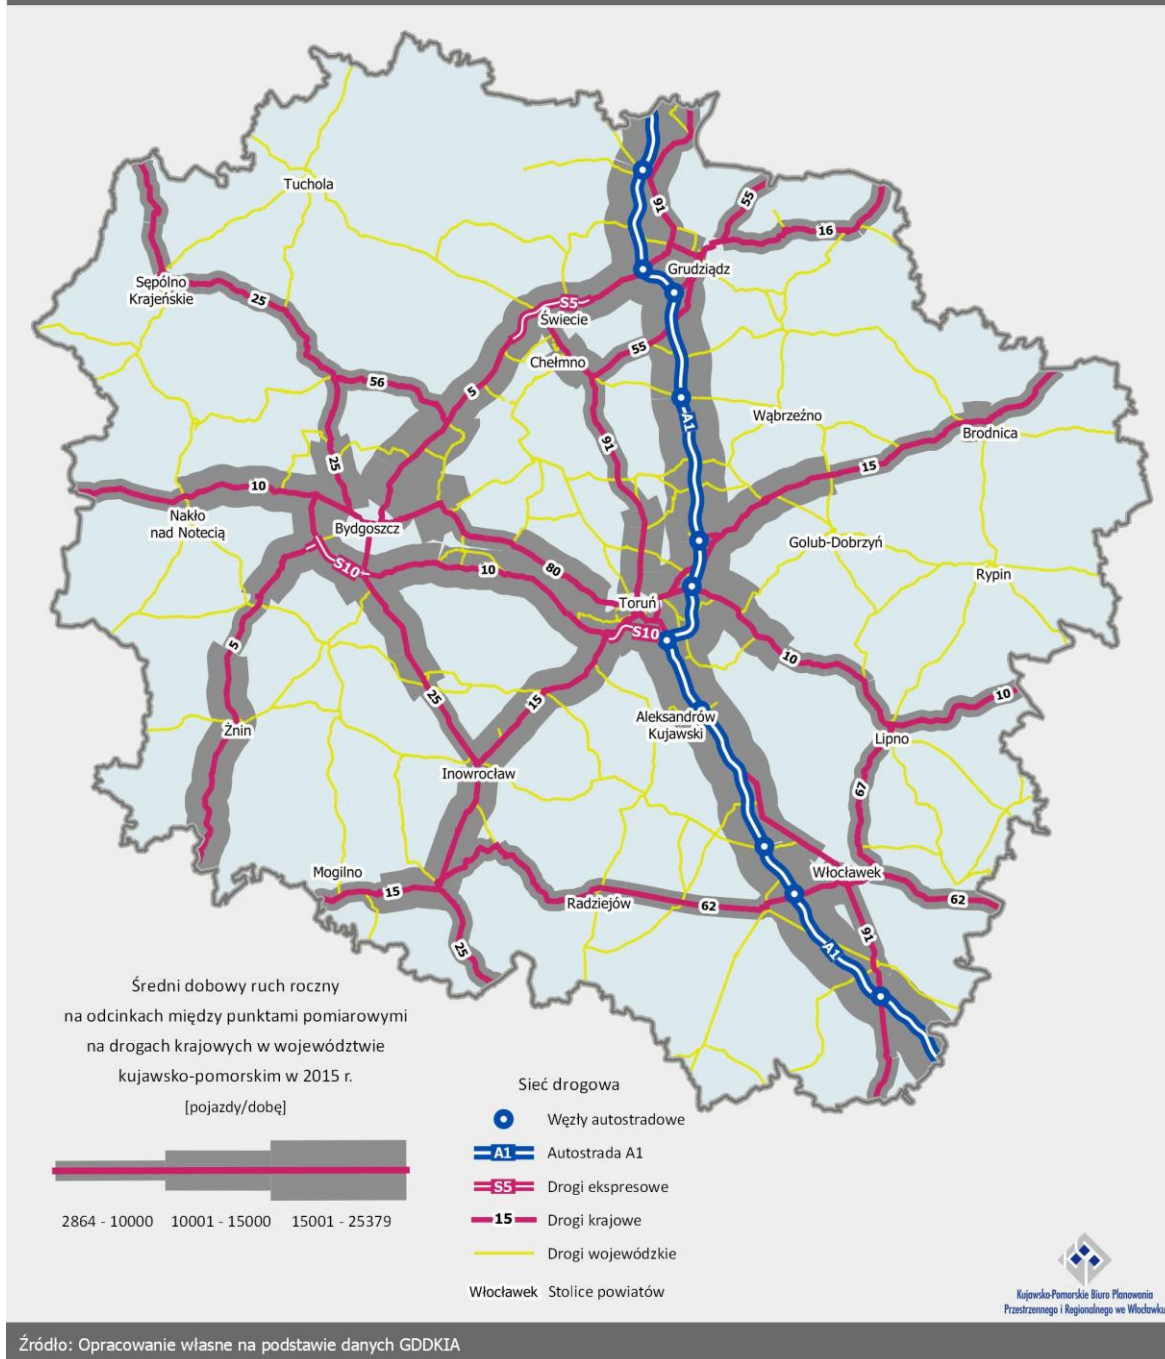 91
Tuchola
55
16
Grudziądz
Sępólno
Krajeńskie
25
S5
Świecie
55
Chełmno
56
5
A1
Wąbrzeźno
91
Brodnica
25
15
10
Nakło
nad Notecią
Bydgoszcz
Golub-Dobrzyń
S10
10
80
Rypin
Toruń
S10
5
10
25
15
10
Aleksandrów
Kujawski
Żnin
Lipno
Inowrocław
67
Mogilno
Włocławek
15
Radziejów
62
62
91
25
A1
Średni dobowy ruch roczny
na odcinkach między punktami pomiarowymi
na drogach krajowych w województwie
kujawsko-pomorskim w 2015 r.
[pojazdy/dobę]
2864 - 10000 10001 - 15000 15001 - 25379
Sieć drogowa
Węzły autostradowe
A1 Autostrada A1
S5 Drogi ekspresowe
15 Drogi krajowe
Drogi wojewódzkie
Włocławek Stolice powiatów
Kujawsko-Pomorskie Biuro Planowania
Przestrzennego i Regionalnego we Włocławku
Źródło: Opracowanie własne na podstawie danych GDDKIA